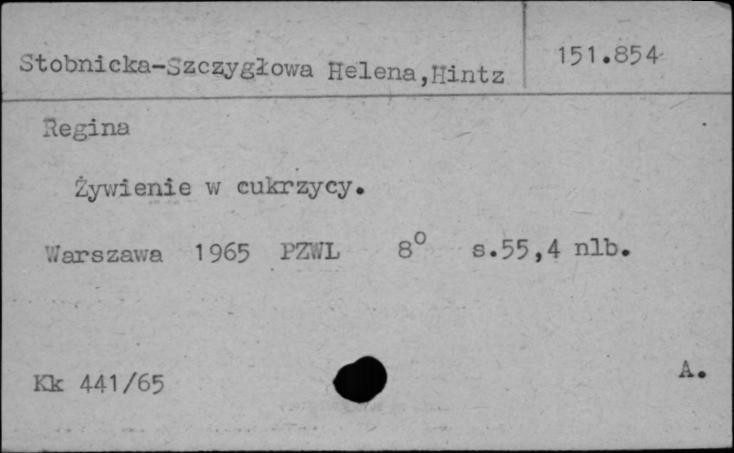 Stobnicka-Szczygłowa Helena,Hintz 151.854
Regina
Żywienie w cukrzycy.
Warszawa 1965 PZWL 8° s.55,4 nlb.
Kk 441/65 A.